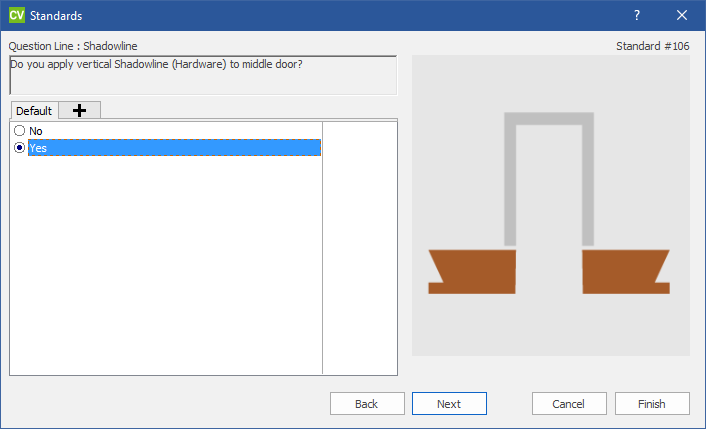 CV Standards ?
Question Line : Shadowline Standard #106
Do you apply vertical Shadowline (Hardware) to middle door?
Default
No
Yes
Back Next Cancel Finish